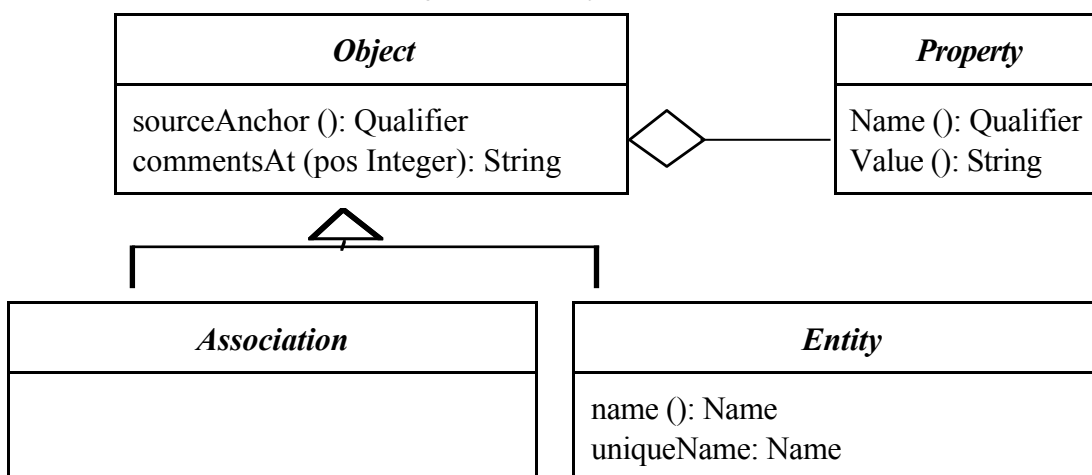 Object
Property
sourceAnchor (): Qualifier
commentsAt (pos Integer): String
Name (): Qualifier
Value (): String
Association
Entity
name (): Name
uniqueName: Name